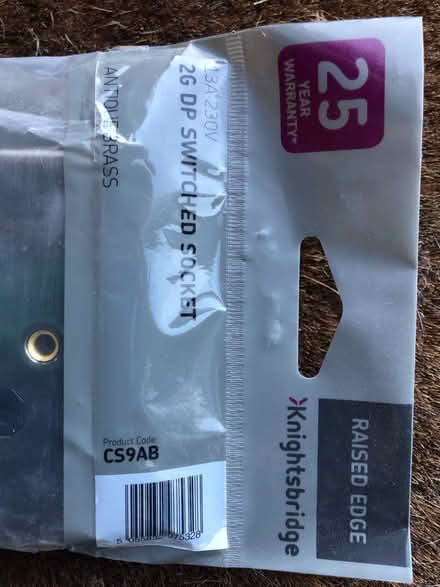 25
YEAR
WARRANTY*
Knightsbridge
RAISED EDGE
13A 230V
2G DP SWITCHED SOCKET
ANTIQUE BRASS
Product Code:
CS9AB